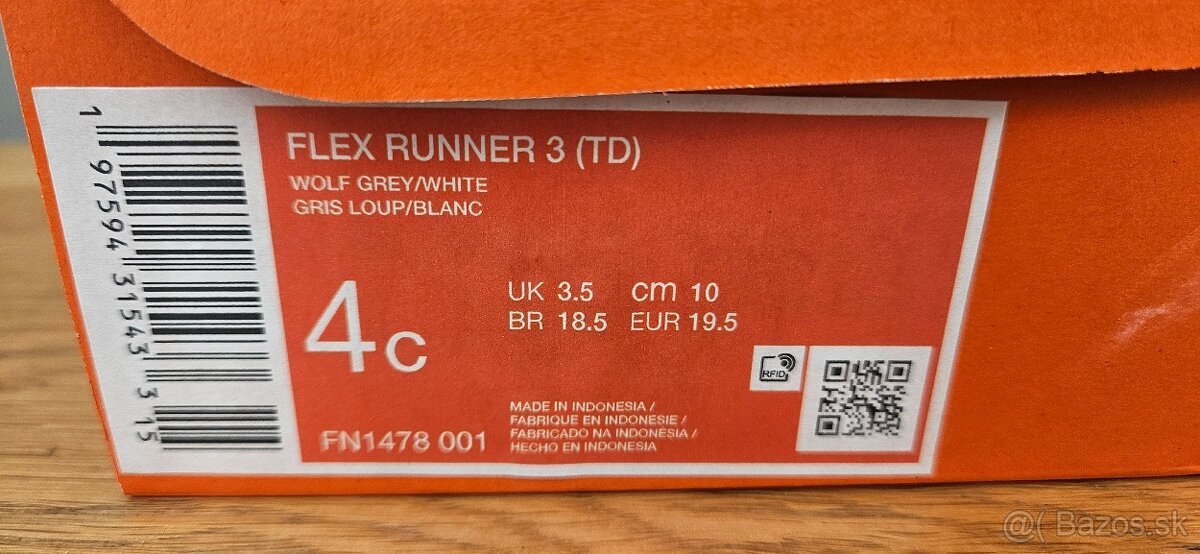 FLEX RUNNER 3 (TD)
WOLF GREY/WHITE
GRIS LOUP/BLANC
4c
UK 3.5 cm 10
BR 18.5 EUR 19.5
RFID
MADE IN INDONESIA /
FABRIQUE EN INDONESIE /
FABRICADO NA INDONÉSIA /
HECHO EN INDONESIA
FN1478 001
1 97594 31543 3 15
@( Bazos.sk